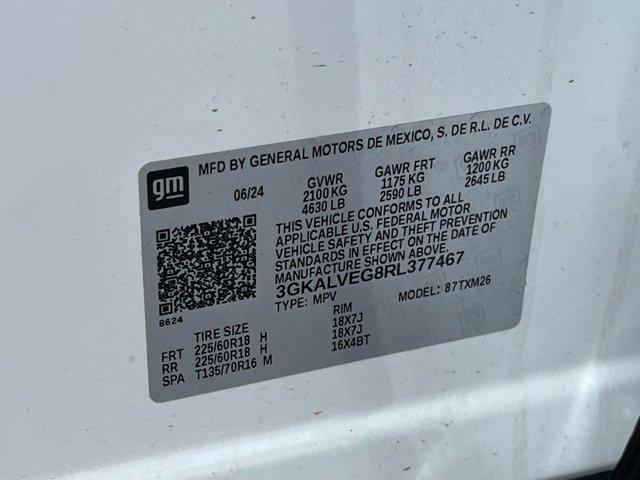 MFD BY GENERAL MOTORS DE MEXICO, S. DE R.L. DE C.V.
gm
06/24
GVWR GAWR FRT GAWR RR
2100 KG 1175 KG 1200 KG
4630 LB 2590 LB 2645 LB
THIS VEHICLE CONFORMS TO ALL
APPLICABLE U.S. FEDERAL MOTOR
VEHICLE SAFETY AND THEFT PREVENTION
STANDARDS IN EFFECT ON THE DATE OF
MANUFACTURE SHOWN ABOVE.
3GKALVEG8RL377467
TYPE: MPV MODEL: 87TXM26
8624
TIRE SIZE RIM
FRT 225/60R18 H 18X7J
RR 225/60R18 H 18X7J
SPA T135/70R16 M 16X4BT